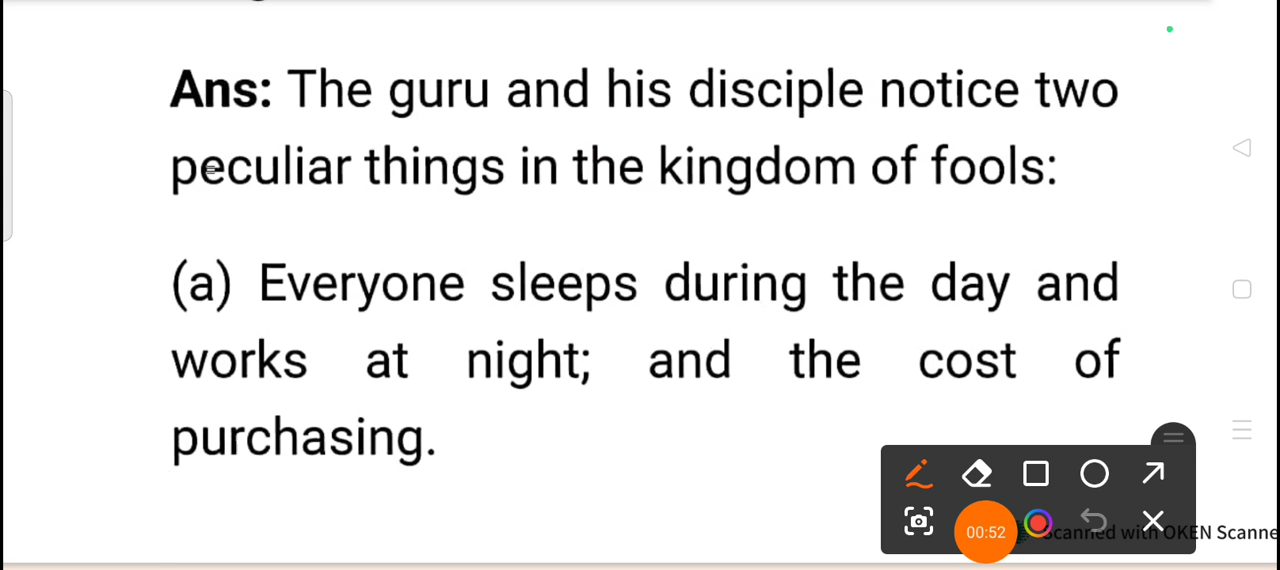 Ans: The guru and his disciple notice two
peculiar things in the kingdom of fools:
(a) Everyone sleeps during the day and
works at night; and the cost of
purchasing.
00:52
Scanned with OKEN Scanne